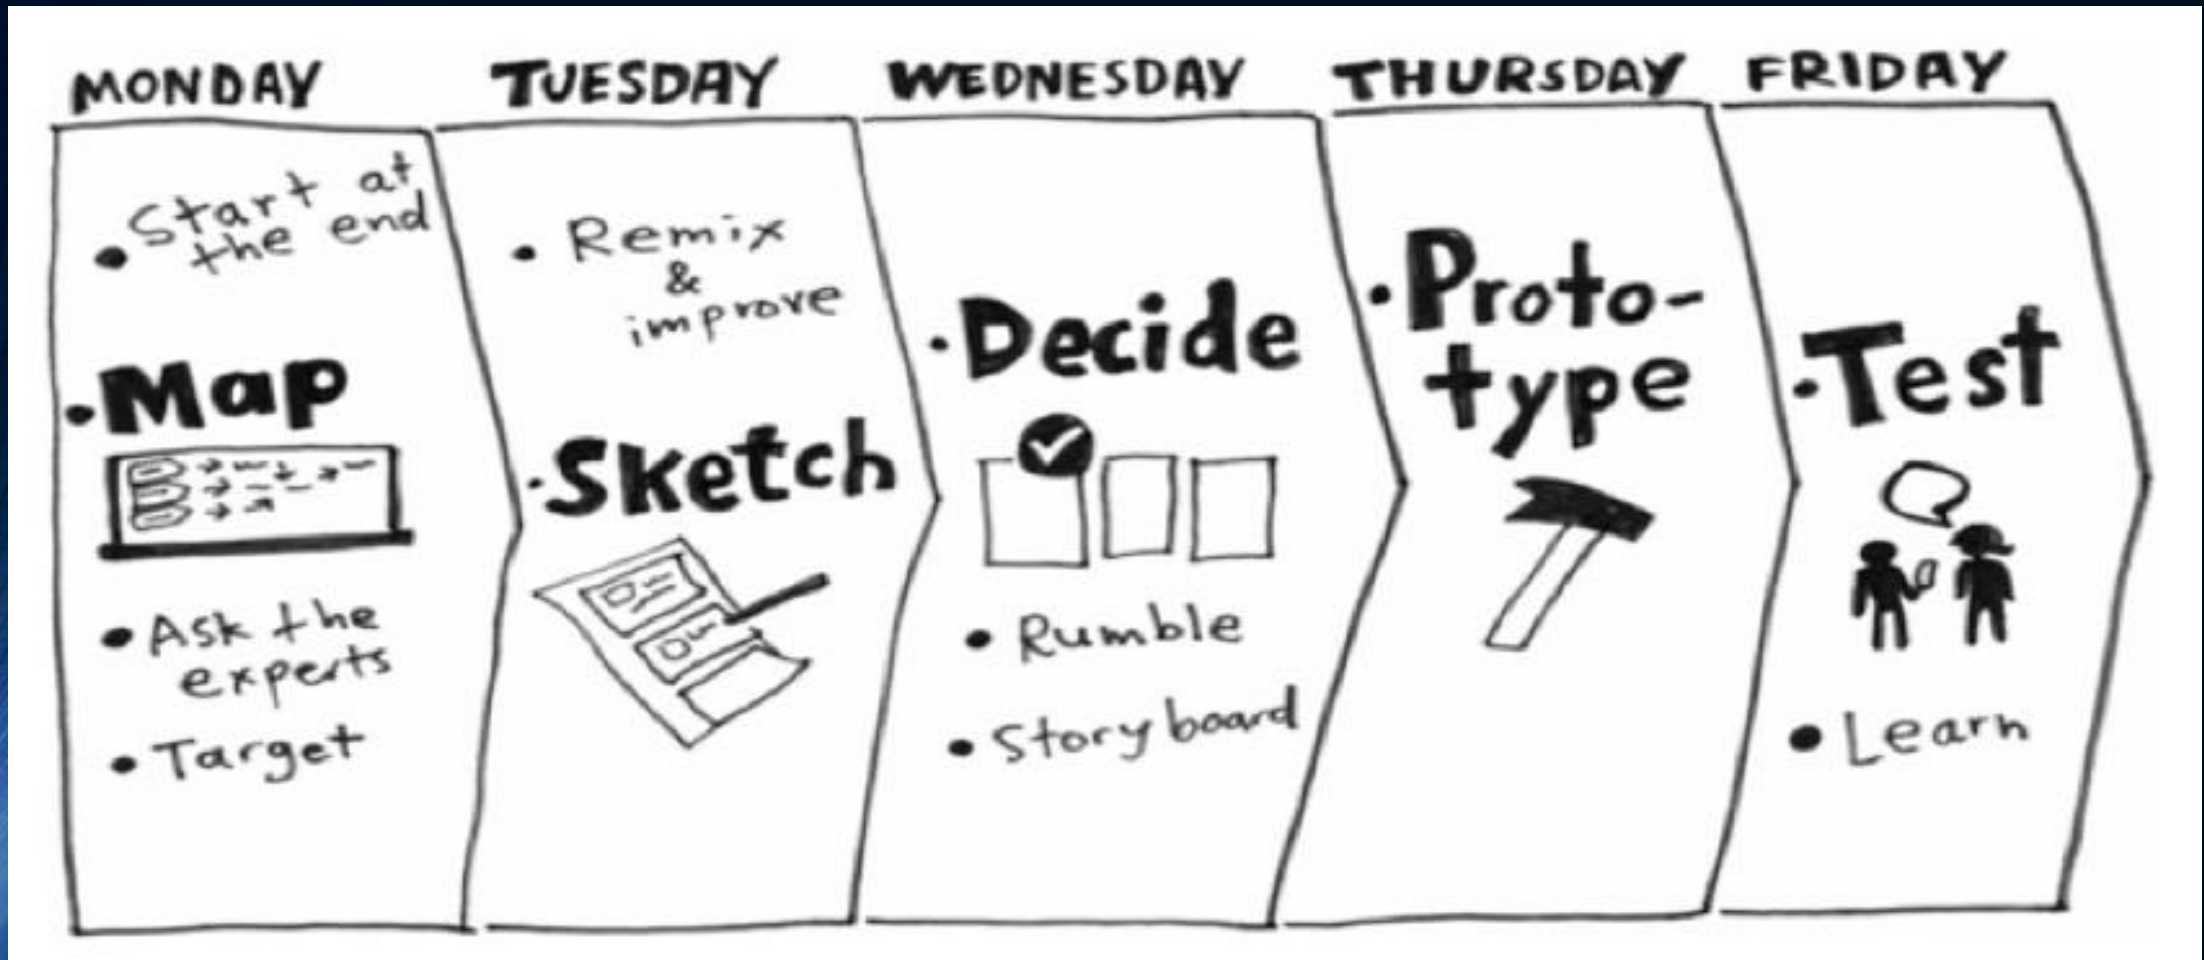 MONDAY
• Start at
the end
• Map
• Ask the
experts
• Target
TUESDAY
• Remix
&
improve
• Sketch
WEDNESDAY
• Decide
• Rumble
• Storyboard
THURSDAY
• Proto-
type
FRIDAY
• Test
• Learn